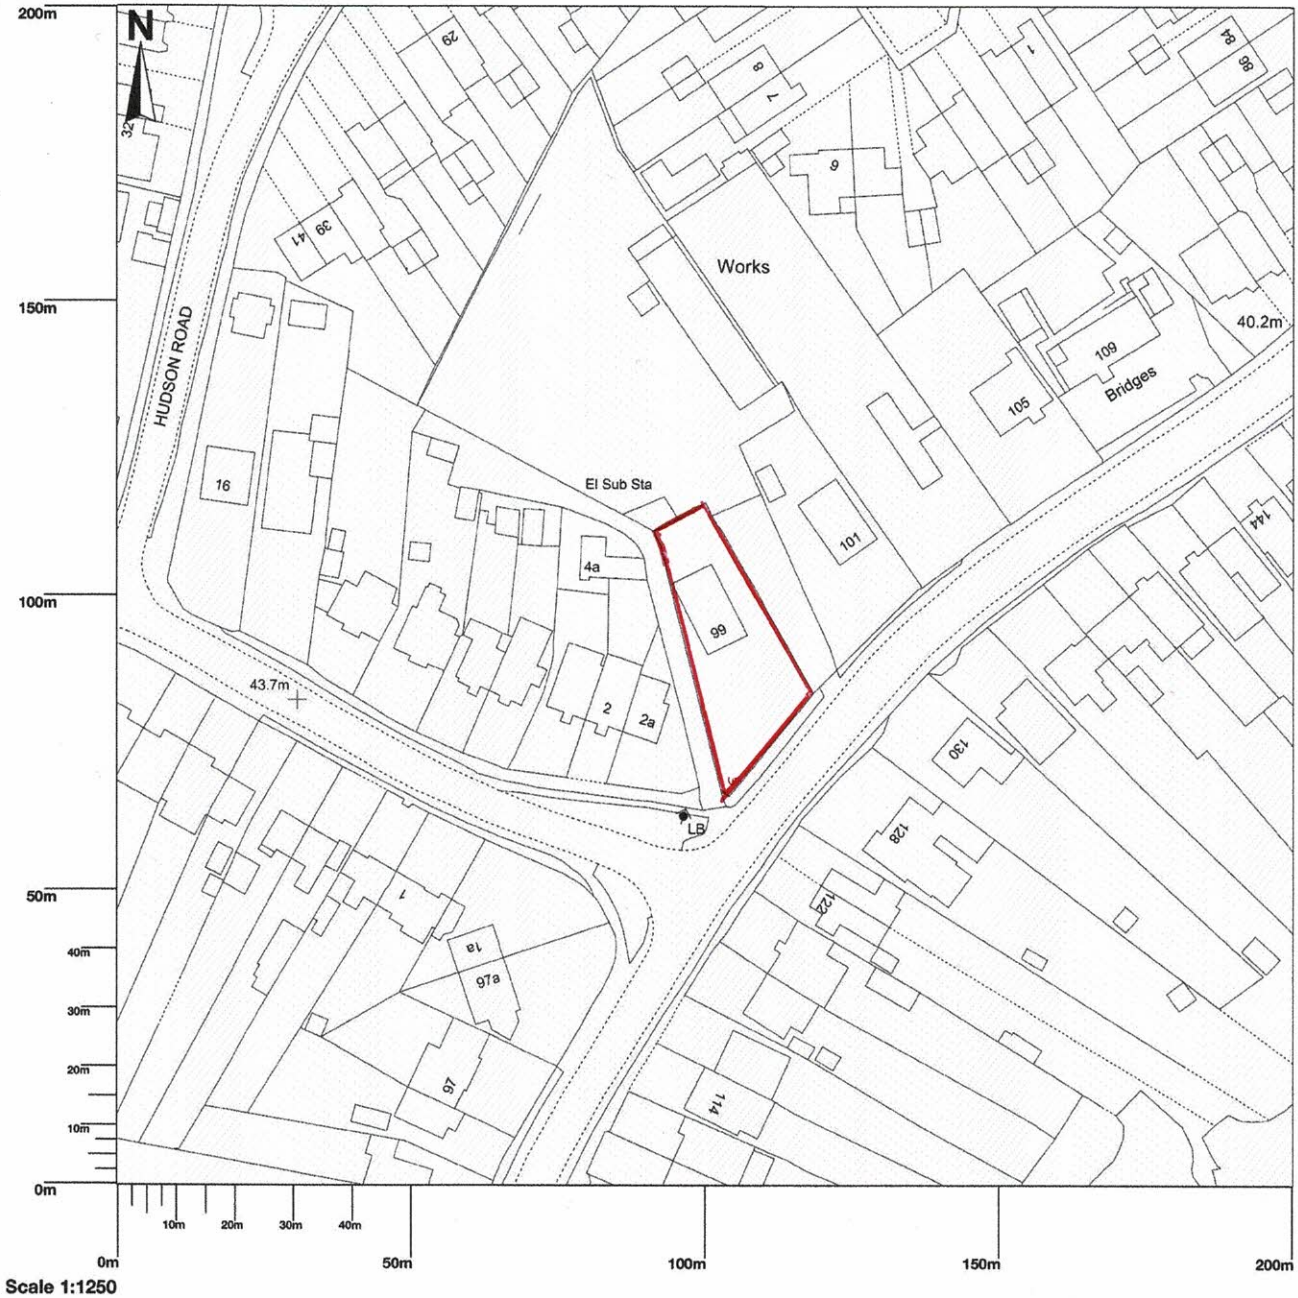 200m
N
32
29
8
7
1
84
86
9
41
39
Works
150m
HUDSON ROAD
40.2m
109
Bridges
105
16
El Sub Sta
101
144
4a
99
100m
43.7m
2
2a
130
LB
128
50m
1
122
1a
97a
40m
30m
20m
97
114
10m
0m
10m
20m
30m
40m
0m
50m
100m
150m
200m
Scale 1:1250